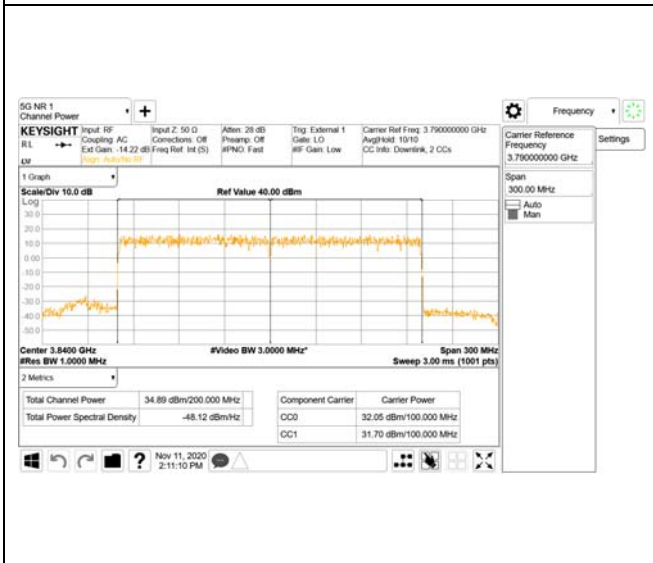 5G NR 1
Channel Power
Frequency
KEYSIGHT
RL
Input: RF
Coupling: AC
Ext Gain: -14.22 dB
Align: Auto/No RF
Input Z: 50 Ω
Corrections: Off
Freq Ref: Int (S)
Atten: 28 dB
Preamp: Off
#PNO: Fast
Trig: External 1
Gate: LO
#IF Gain: Low
Carrier Ref Freq: 3.790000000 GHz
Avg|Hold: 10/10
CC Info: Downlink, 2 CCs
Carrier Reference
Frequency
3.790000000 GHz
Settings
Span
300.00 MHz
Auto
Man
1 Graph
Scale/Div 10.0 dB
Ref Value 40.00 dBm
Log
30.0
20.0
10.0
0.00
-10.0
-20.0
-30.0
-40.0
-50.0
Center 3.8400 GHz
#Video BW 3.0000 MHz*
Span 300 MHz
#Res BW 1.0000 MHz
Sweep 3.00 ms (1001 pts)
2 Metrics
Total Channel Power 34.89 dBm/200.000 MHz
Total Power Spectral Density -48.12 dBm/Hz
Component Carrier Carrier Power
CC0 32.05 dBm/100.000 MHz
CC1 31.70 dBm/100.000 MHz
Nov 11, 2020
2:11:10 PM